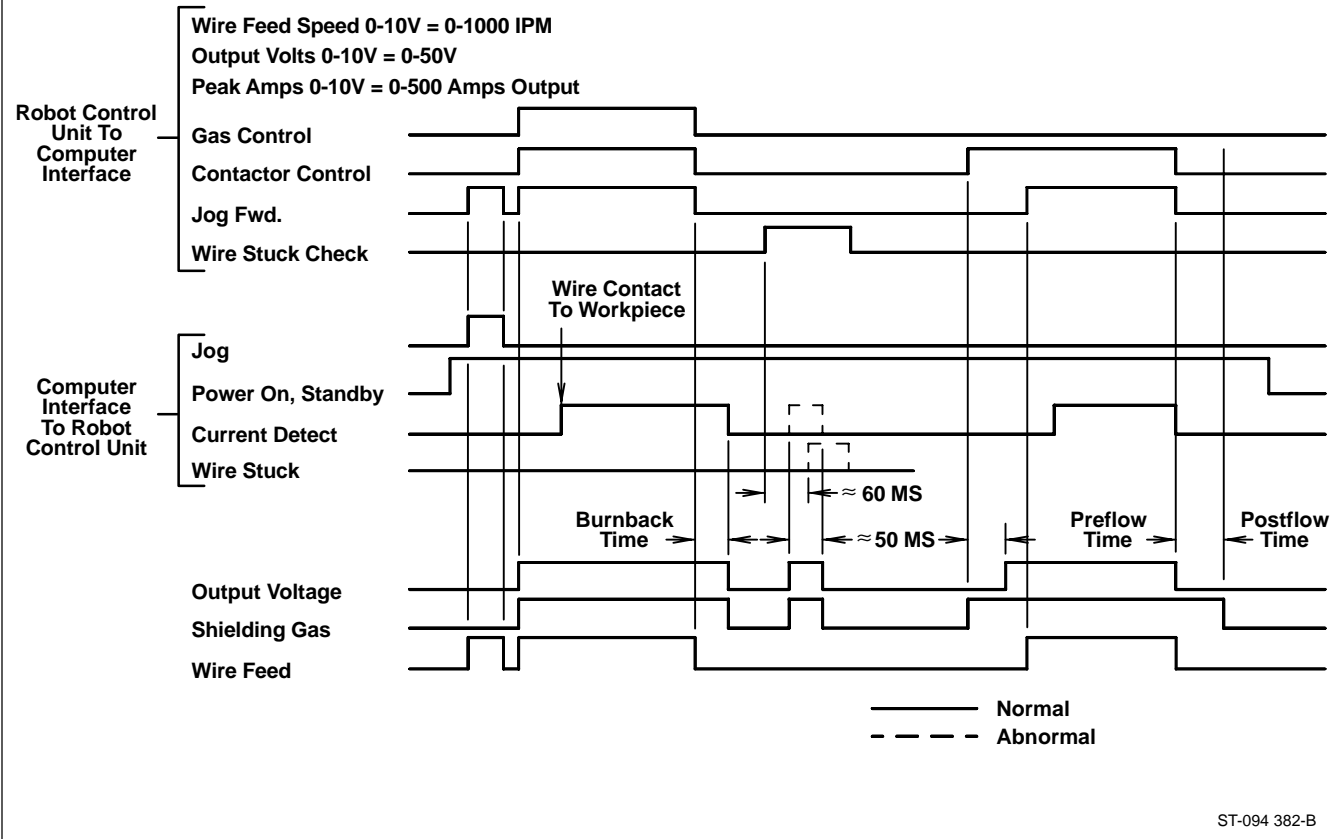 Wire Feed Speed 0-10V = 0-1000 IPM
Output Volts 0-10V = 0-50V
Peak Amps 0-10V = 0-500 Amps Output
Robot Control
Unit To
Computer
Interface
Gas Control
Contactor Control
Jog Fwd.
Wire Stuck Check
Wire Contact
To Workpiece
Computer
Interface
To Robot
Control Unit
Jog
Power On, Standby
Current Detect
Wire Stuck
≈ 60 MS
Burnback
Time
≈ 50 MS
Preflow
Time
Postflow
Time
Output Voltage
Shielding Gas
Wire Feed
Normal
Abnormal
ST-094 382-B